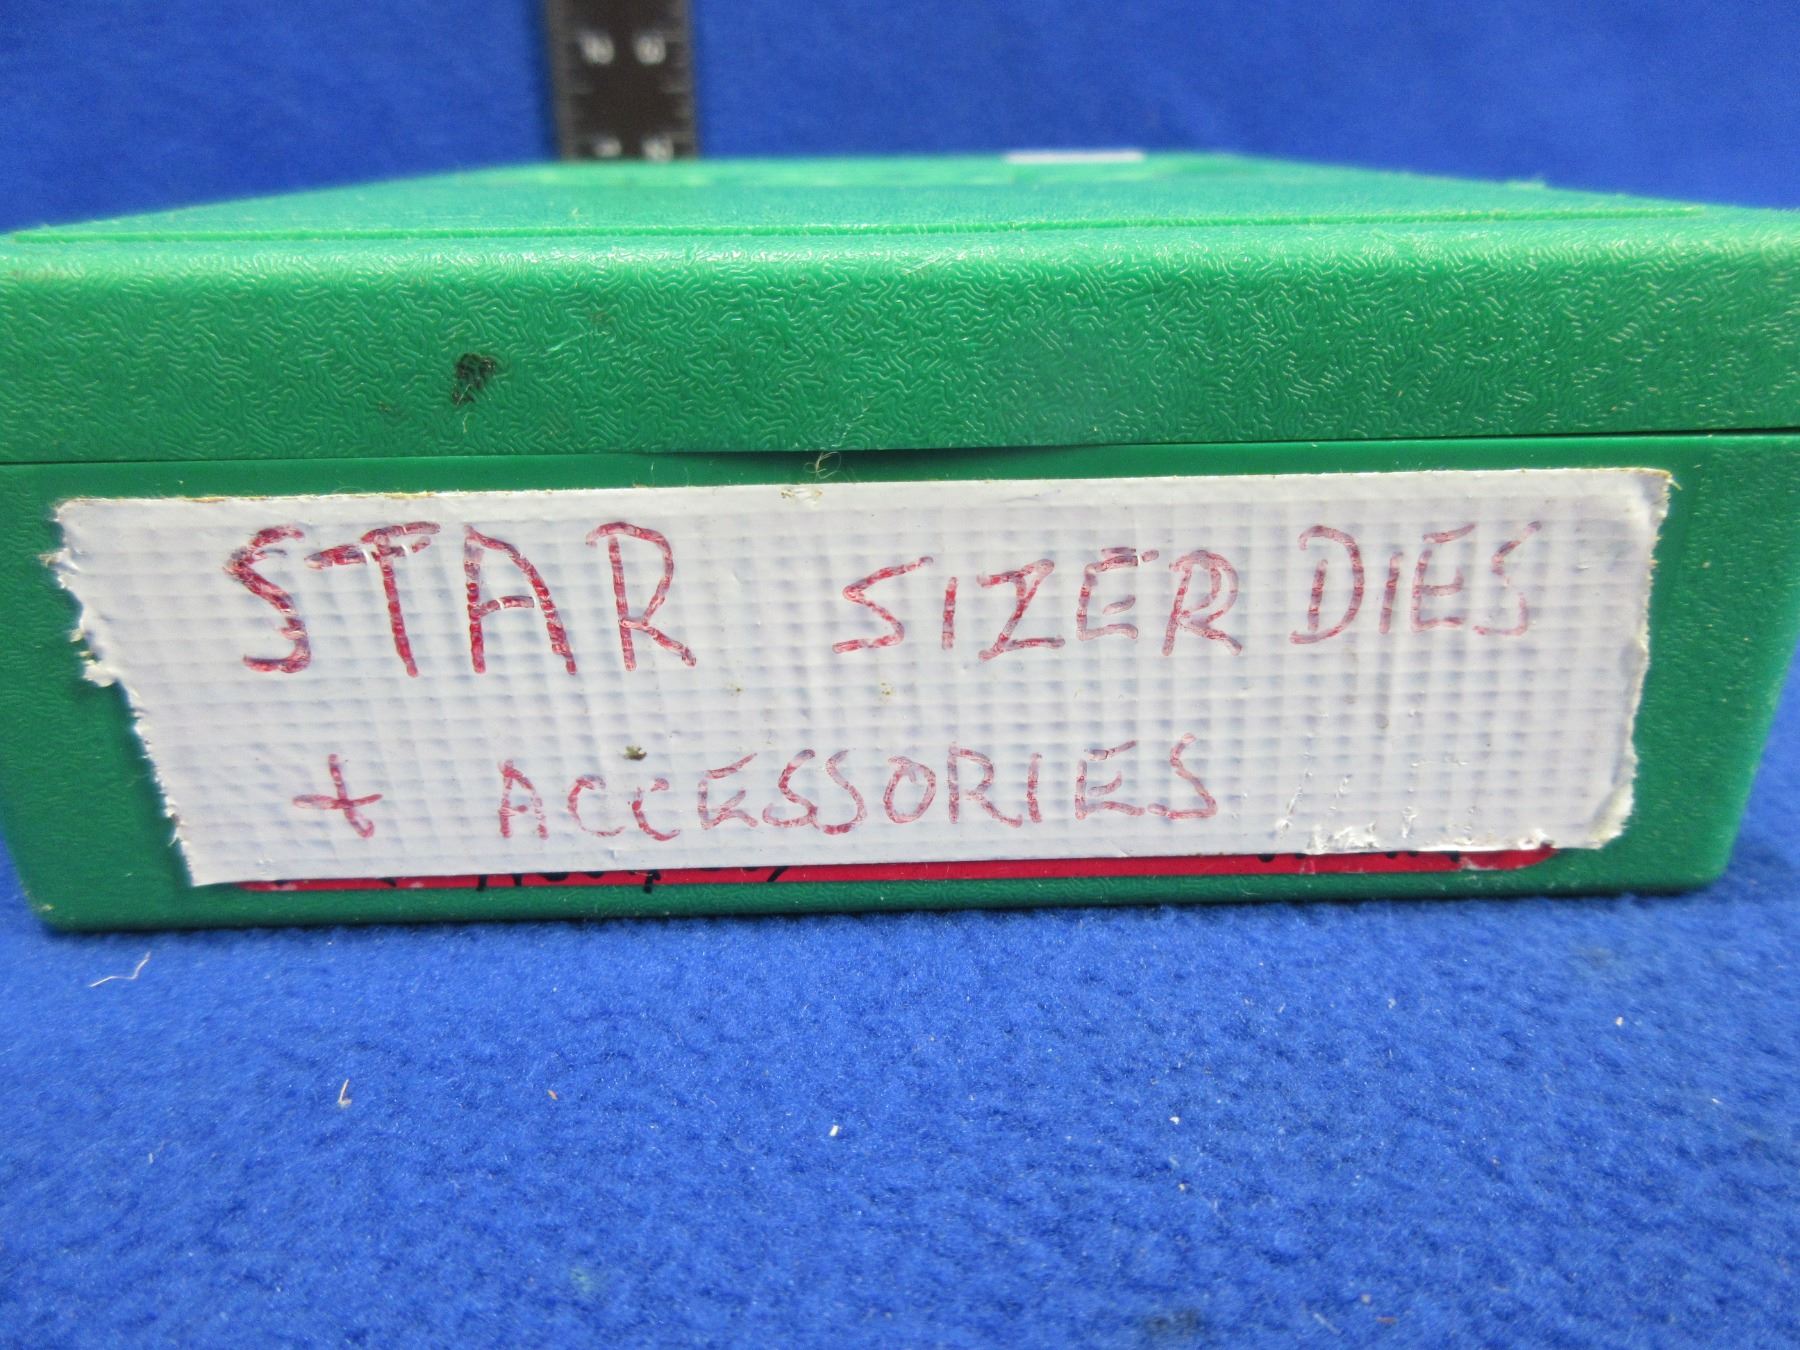 STAR SIZER DIES
+ ACCESSORIES